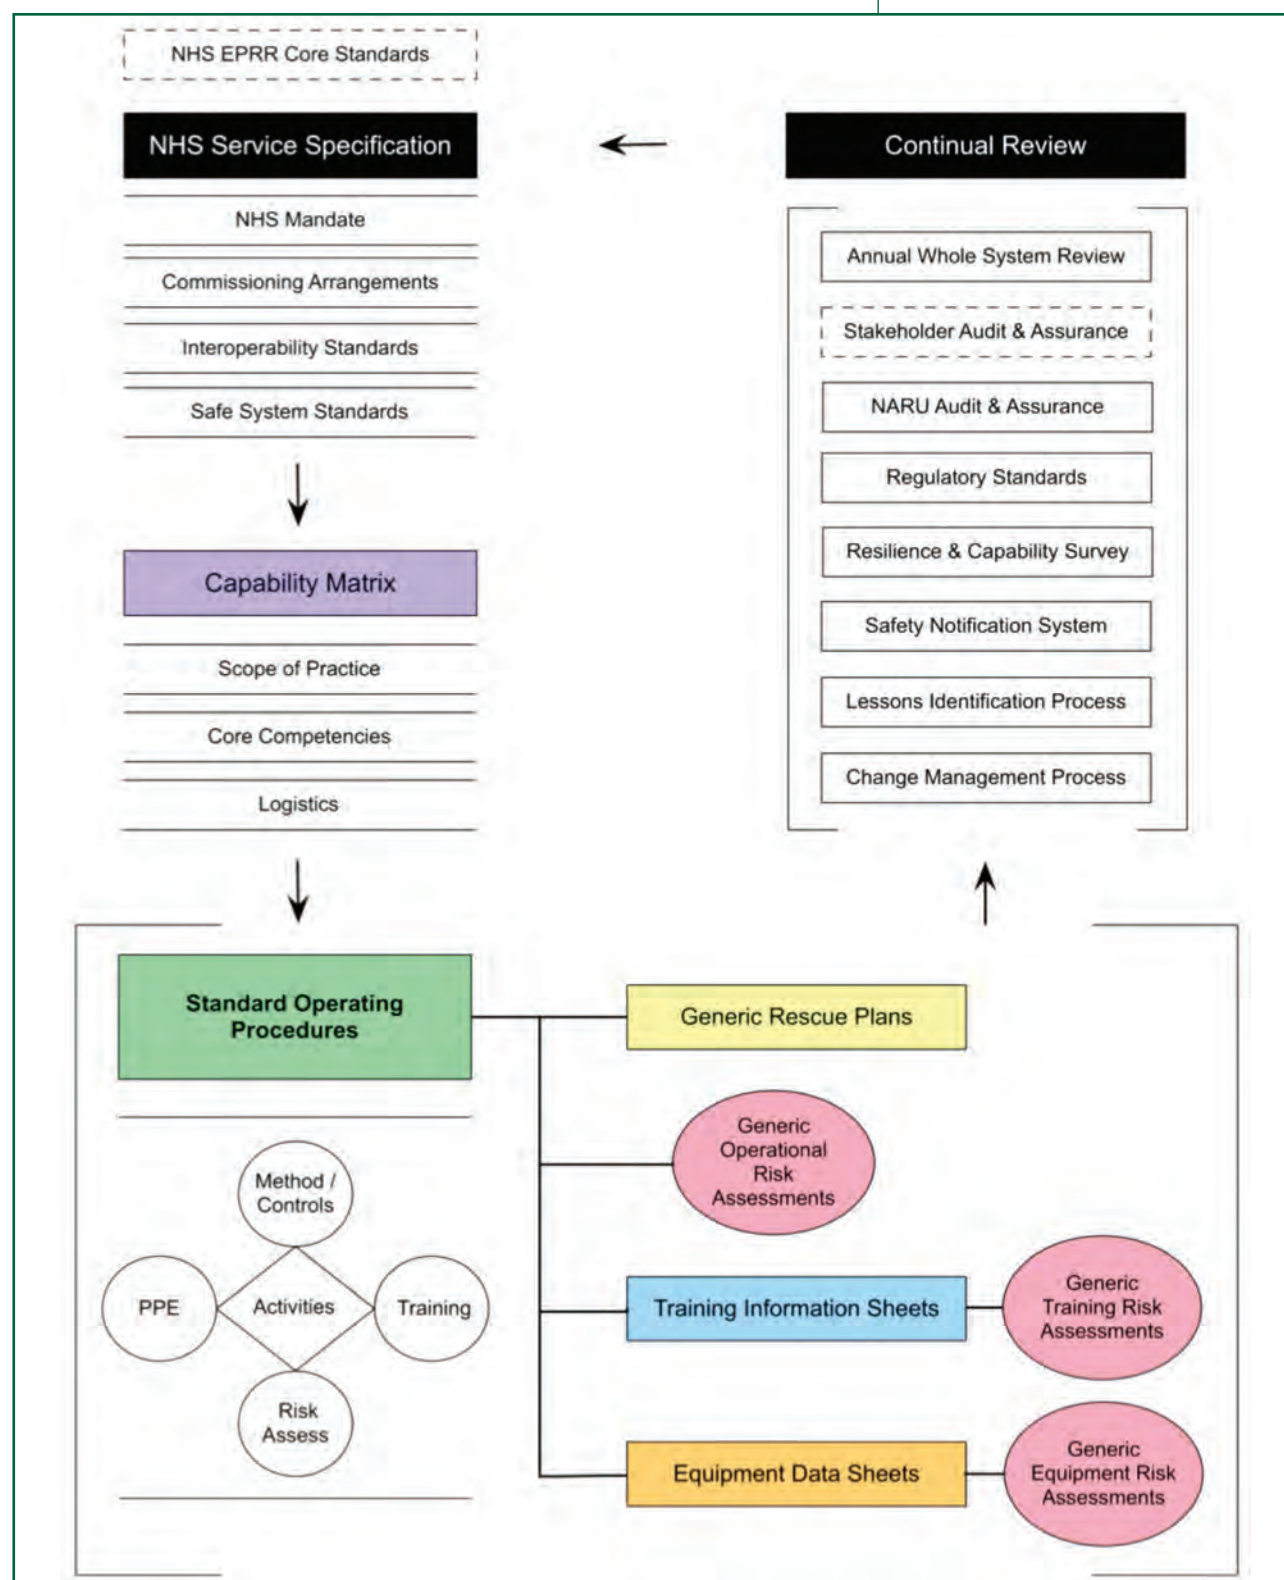 NHS EPRR Core Standards
NHS Service Specification
NHS Mandate
Commissioning Arrangements
Interoperability Standards
Safe System Standards
Capability Matrix
Scope of Practice
Core Competencies
Logistics
Continual Review
Annual Whole System Review
Stakeholder Audit & Assurance
NARU Audit & Assurance
Regulatory Standards
Resilience & Capability Survey
Safety Notification System
Lessons Identification Process
Change Management Process
Standard Operating
Procedures
Method /
Controls
PPE
Activities
Training
Risk
Assess
Generic Rescue Plans
Generic
Operational
Risk
Assessments
Training Information Sheets
Generic
Training Risk
Assessments
Equipment Data Sheets
Generic
Equipment Risk
Assessments